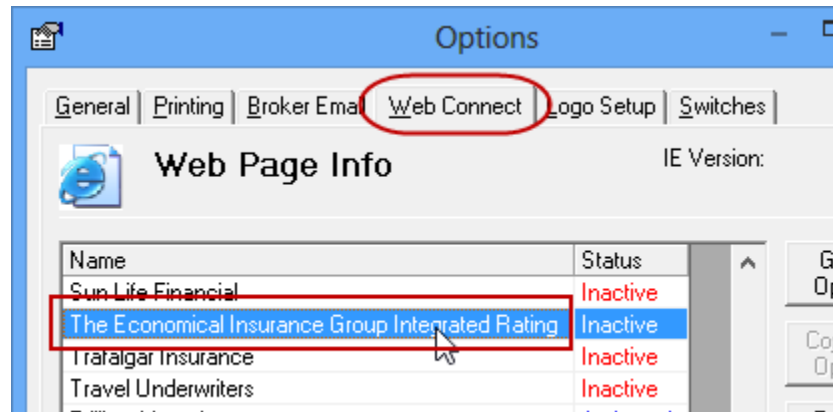 Options
General Printing Broker Email Web Connect Logo Setup Switches
Web Page Info
IE Version:
Name Status
Sun Life Financial Inactive
The Economical Insurance Group Integrated Rating Inactive
Trafalgar Insurance Inactive
Travel Underwriters Inactive